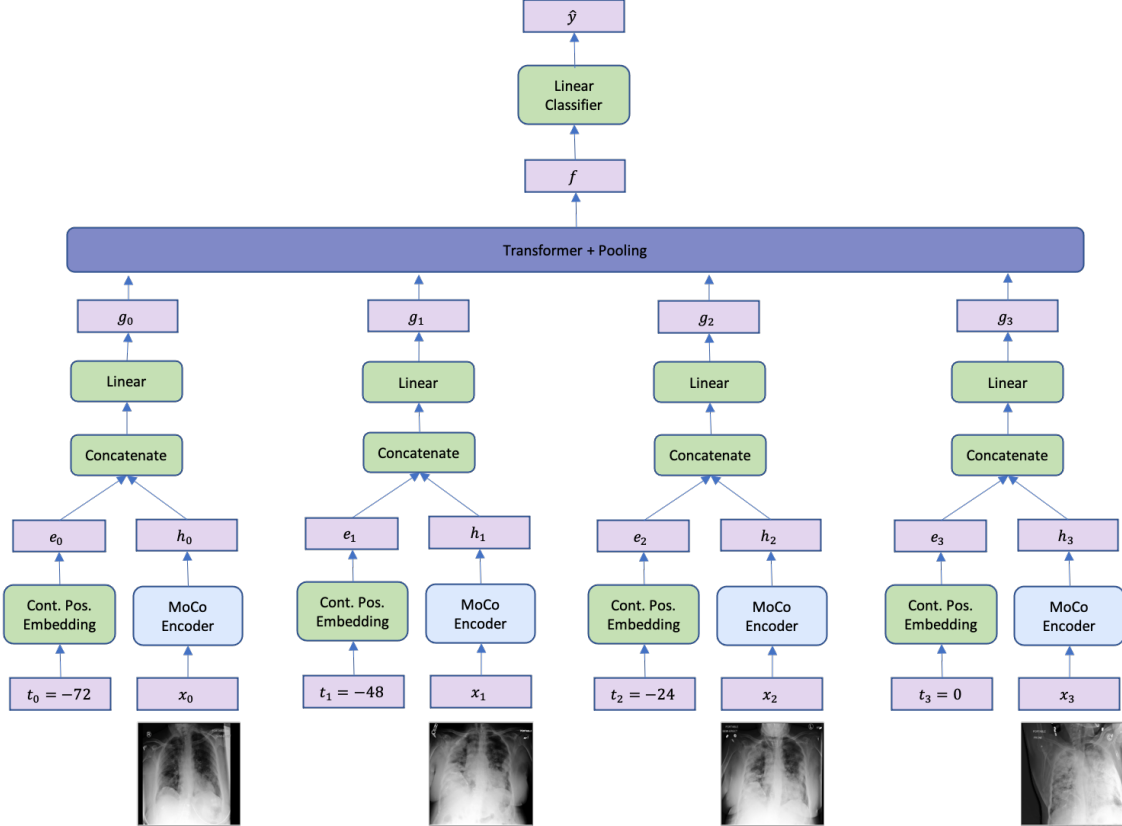 ŷ
Linear
Classifier
f
Transformer + Pooling
g₀ g₁ g₂ g₃
Linear Linear Linear Linear
Concatenate Concatenate Concatenate Concatenate
e₀ h₀ e₁ h₁ e₂ h₂ e₃ h₃
Cont. Pos. MoCo Cont. Pos. MoCo Cont. Pos. MoCo Cont. Pos. MoCo
Embedding Encoder Embedding Encoder Embedding Encoder Embedding Encoder
t₀ = −72 x₀ t₁ = −48 x₁ t₂ = −24 x₂ t₃ = 0 x₃